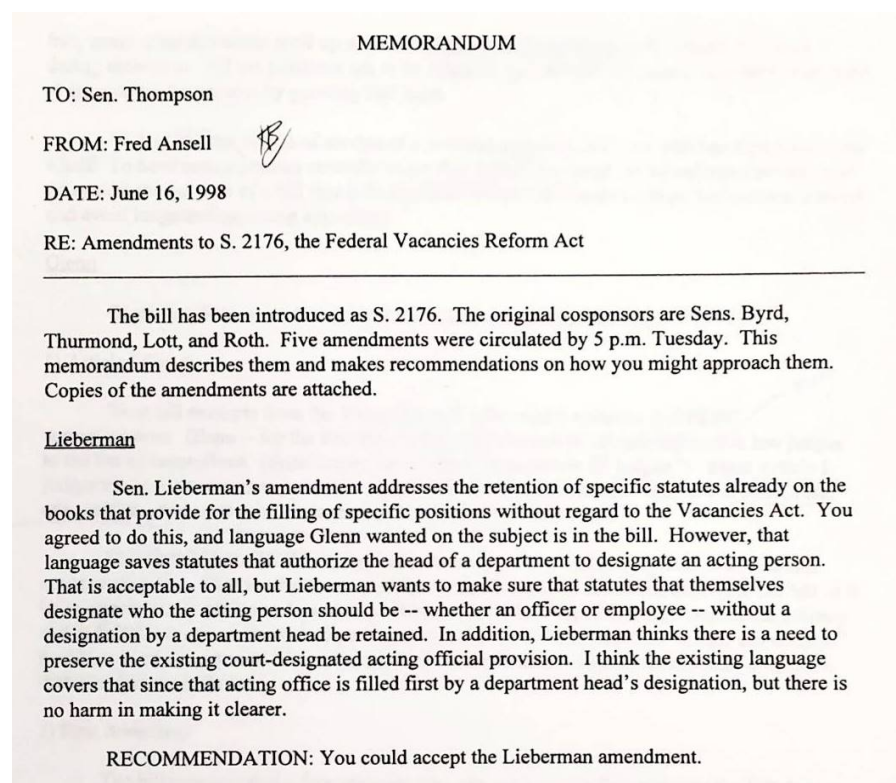 MEMORANDUM
TO: Sen. Thompson
FROM: Fred Ansell
DATE: June 16, 1998
RE: Amendments to S. 2176, the Federal Vacancies Reform Act
The bill has been introduced as S. 2176. The original cosponsors are Sens. Byrd,
Thurmond, Lott, and Roth. Five amendments were circulated by 5 p.m. Tuesday. This
memorandum describes them and makes recommendations on how you might approach them.
Copies of the amendments are attached.
Lieberman
Sen. Lieberman's amendment addresses the retention of specific statutes already on the
books that provide for the filling of specific positions without regard to the Vacancies Act. You
agreed to do this, and language Glenn wanted on the subject is in the bill. However, that
language saves statutes that authorize the head of a department to designate an acting person.
That is acceptable to all, but Lieberman wants to make sure that statutes that themselves
designate who the acting person should be -- whether an officer or employee -- without a
designation by a department head be retained. In addition, Lieberman thinks there is a need to
preserve the existing court-designated acting official provision. I think the existing language
covers that since that acting office is filled first by a department head's designation, but there is
no harm in making it clearer.
RECOMMENDATION: You could accept the Lieberman amendment.